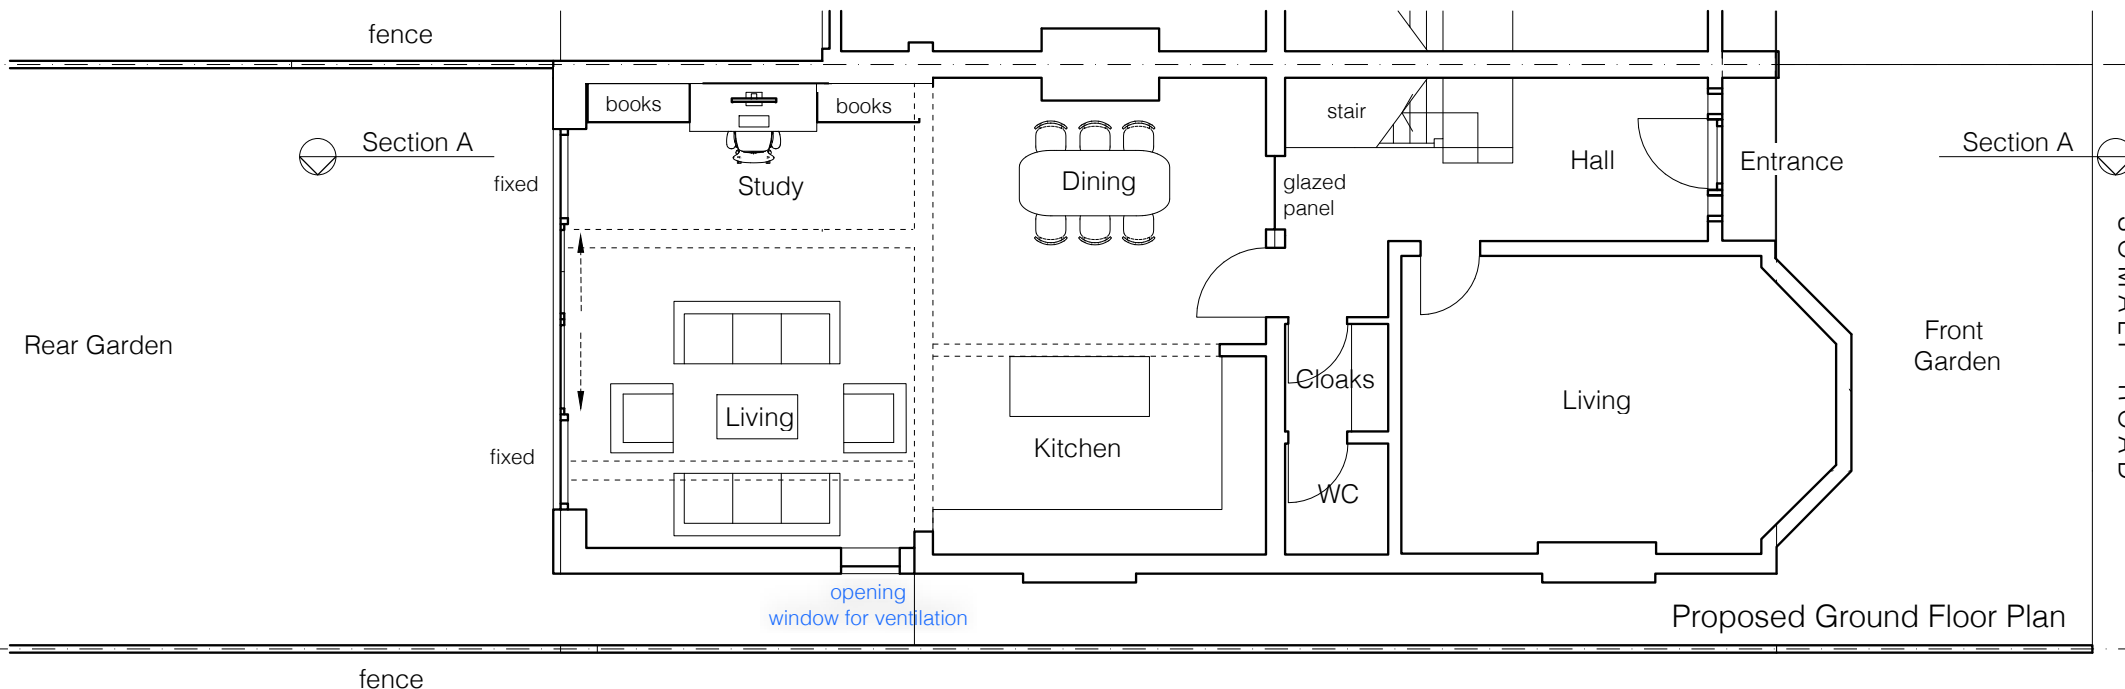 fence
books
books
stair
Section A
Section A
Hall
Entrance
fixed
Study
Dining
glazed
panel
Rear Garden
Front
Garden
Cloaks
Living
Living
fixed
Kitchen
WC
opening
window for ventilation
Proposed Ground Floor Plan
fence